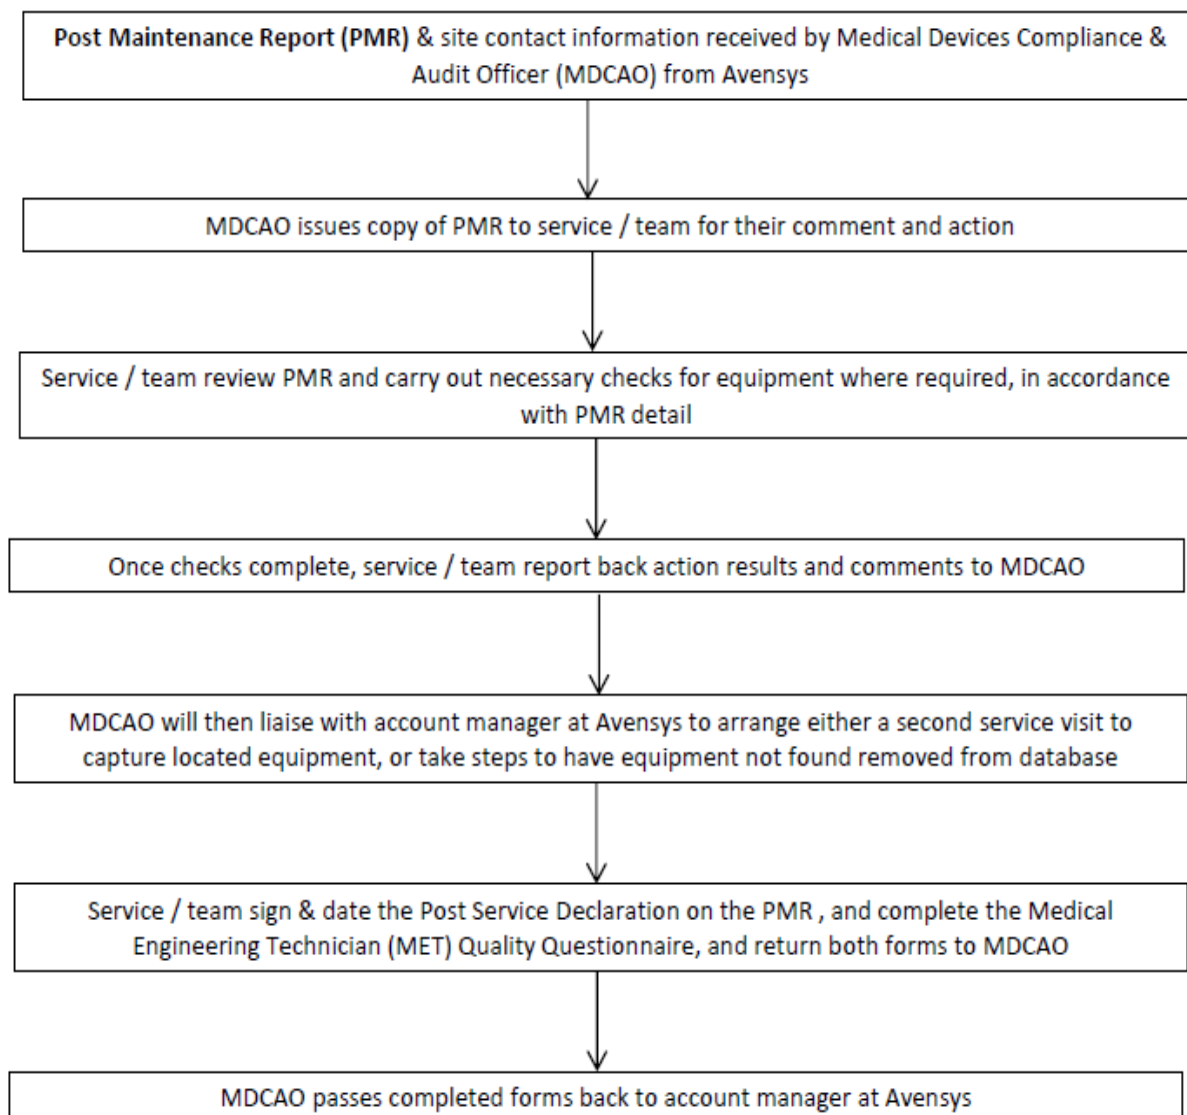 Post Maintenance Report (PMR) & site contact information received by Medical Devices Compliance &
Audit Officer (MDCAO) from Avensys
MDCAO issues copy of PMR to service / team for their comment and action
Service / team review PMR and carry out necessary checks for equipment where required, in accordance
with PMR detail
Once checks complete, service / team report back action results and comments to MDCAO
MDCAO will then liaise with account manager at Avensys to arrange either a second service visit to
capture located equipment, or take steps to have equipment not found removed from database
Service / team sign & date the Post Service Declaration on the PMR , and complete the Medical
Engineering Technician (MET) Quality Questionnaire, and return both forms to MDCAO
MDCAO passes completed forms back to account manager at Avensys